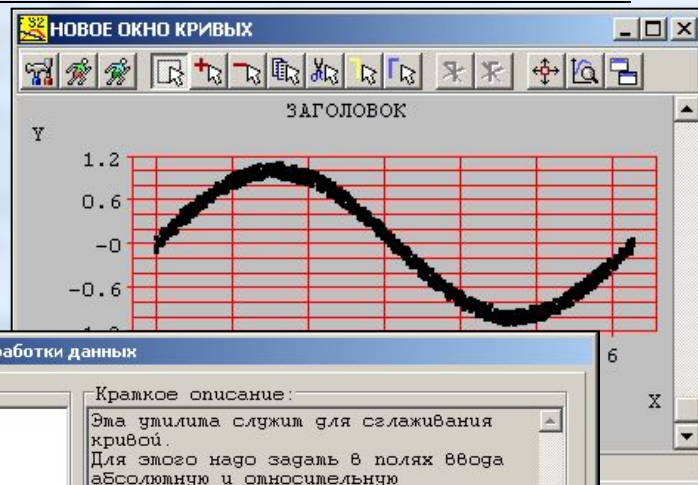 НОВОЕ ОКНО КРИВЫХ
ЗАГОЛОВОК
Y
1.2
0.6
-0
-0.6
6
X
работки данных
Краткое описание:
Эта утилита служит для сглаживания
кривой.
Для этого надо задать в полях ввода
абсолютную и относительную